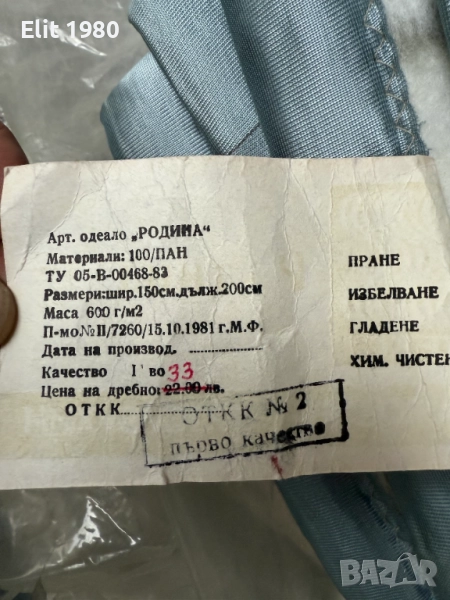 Elit 1980
Арт. одеало „РОДИНА“
Материали: 100/ПАН
ТУ 05-В-00468-83
Размери:шир.150см.дълж.200см
Маса 600 г/м2
П-мо№II/7260/15.10.1981 г.М.Ф.
Дата на производ.
Качество I во
33
Цена на дребно 22.00 лв.
ОТКК
ОТКК № 2
първо качество
ПРАНЕ
ИЗБЕЛВАНЕ
ГЛАДЕНЕ
ХИМ. ЧИСТЕН
BAZAR